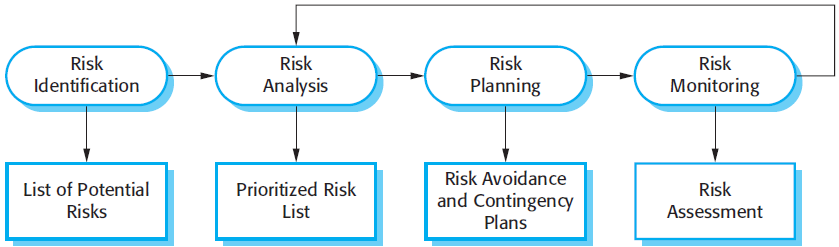 Risk
Identification
Risk
Analysis
Risk
Planning
Risk
Monitoring
List of Potential
Risks
Prioritized Risk
List
Risk Avoidance
and Contingency
Plans
Risk
Assessment